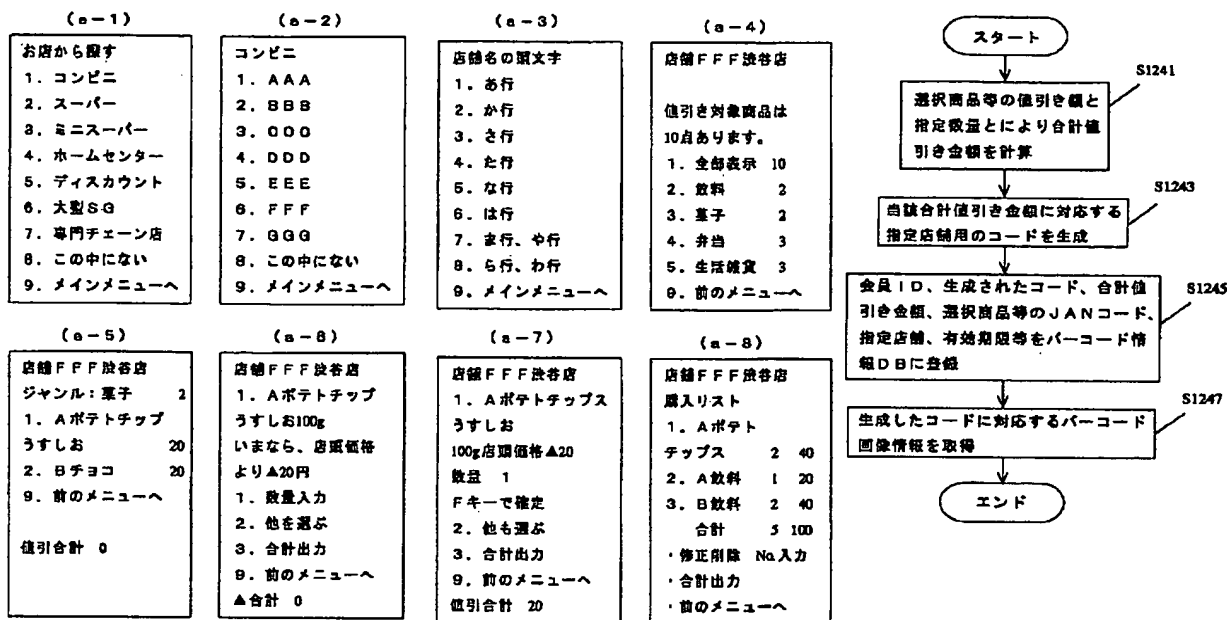 (a-1)
お店から探す
1. コンビニ
2. スーパー
3. ミニスーパー
4. ホームセンター
5. ディスカウント
6. 大型SC
7. 専門チェーン店
8. この中にない
9. メインメニューへ
(a-2)
コンビニ
1. AAA
2. BBB
3. CCC
4. DDD
5. EEE
6. FFF
7. GGG
8. この中にない
9. メインメニューへ
(a-3)
店舗名の頭文字
1. あ行
2. か行
3. さ行
4. た行
5. な行
6. は行
7. ま行、や行
8. ら行、わ行
9. メインメニューへ
(a-4)
店舗FFF渋谷店
値引き対象商品は
10点あります。
1. 全部表示 10
2. 飲料 2
3. 菓子 2
4. 弁当 3
5. 生活雑貨 3
9. 前のメニューへ
(a-5)
店舗FFF渋谷店
ジャンル:菓子 2
1. Aポテトチップ
うすしお 20
2. Bチョコ 20
9. 前のメニューへ
値引合計 0
(a-6)
店舗FFF渋谷店
1. Aポテトチップ
うすしお100g
いまなら、店頭価格
より▲20円
1. 数量入力
2. 他を選ぶ
3. 合計出力
9. 前のメニューへ
▲合計 0
(a-7)
店舗FFF渋谷店
1. Aポテトチップス
うすしお
100g店頭価格▲20
数量 1
Fキーで確定
2. 他も選ぶ
3. 合計出力
9. 前のメニューへ
値引合計 20
(a-8)
店舗FFF渋谷店
購入リスト
1. Aポテト
チップス 2 40
2. A飲料 1 20
3. B飲料 2 40
合計 5 100
・修正削除 No.入力
・合計出力
・前のメニューへ
スタート
S1241
選択商品等の値引き額と
指定数量とにより合計値
引き金額を計算
S1243
当該合計値引き金額に対応する
指定店舗用のコードを生成
S1245
会員ID、生成されたコード、合計値
引き金額、選択商品等のJANコード、
指定店舗、有効期限等をバーコード情
報DBに登録
S1247
生成したコードに対応するバーコード
画像情報を取得
エンド